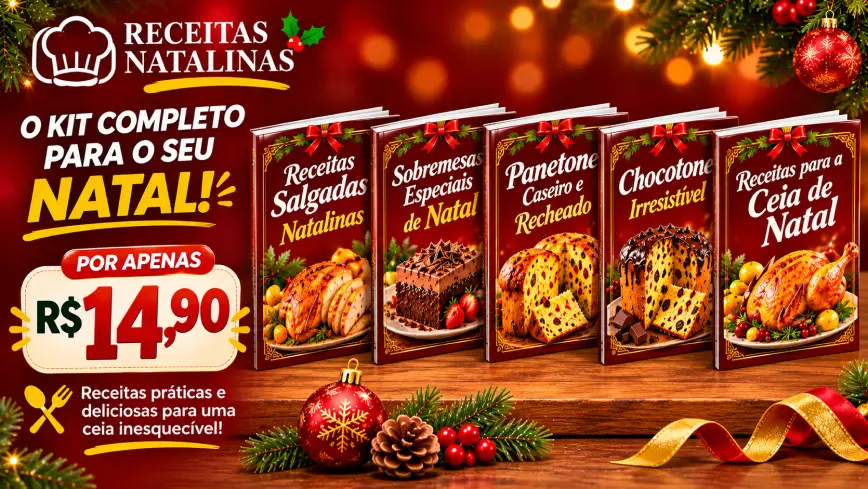 RECEITAS
NATALINAS
O KIT COMPLETO
PARA O SEU
NATAL!
POR APENAS
R$14,90
Receitas práticas e
deliciosas para uma
ceia inesquecível!
Receitas
Salgadas
Natalinas
Sobremesas
Especiais
de Natal
Panetone
Caseiro e
Recheado
Chocotone
Irresistível
Receitas para a
Ceia de
Natal